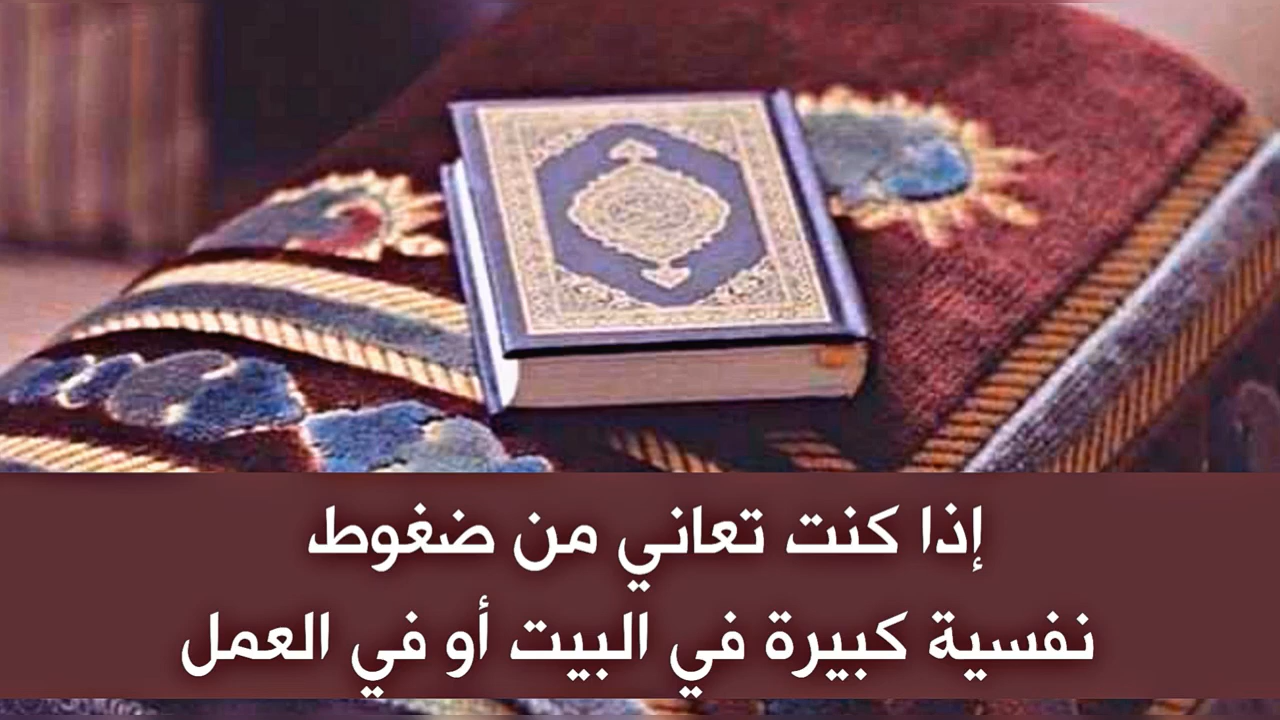 إذا كنت تعاني من ضغوط
نفسية كبيرة في البيت أو في العمل